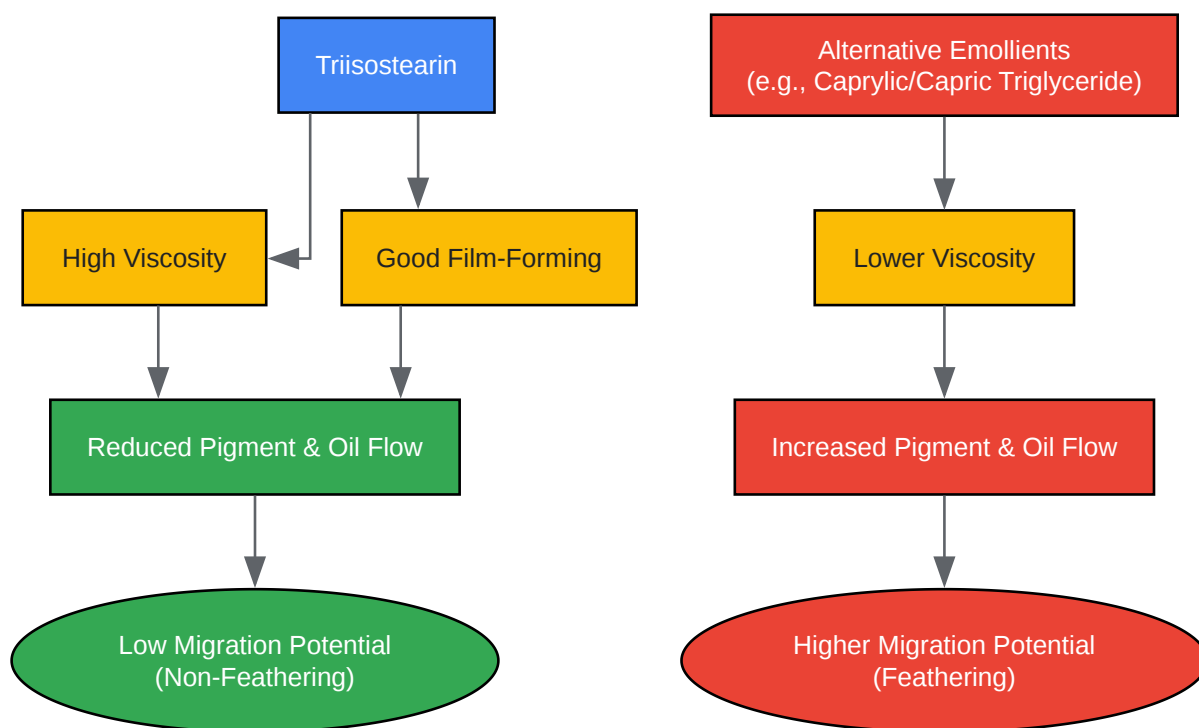 Triisostearin
Alternative Emollients
(e.g., Caprylic/Capric Triglyceride)
High Viscosity
Good Film-Forming
Lower Viscosity
Reduced Pigment & Oil Flow
Increased Pigment & Oil Flow
Low Migration Potential
(Non-Feathering)
Higher Migration Potential
(Feathering)